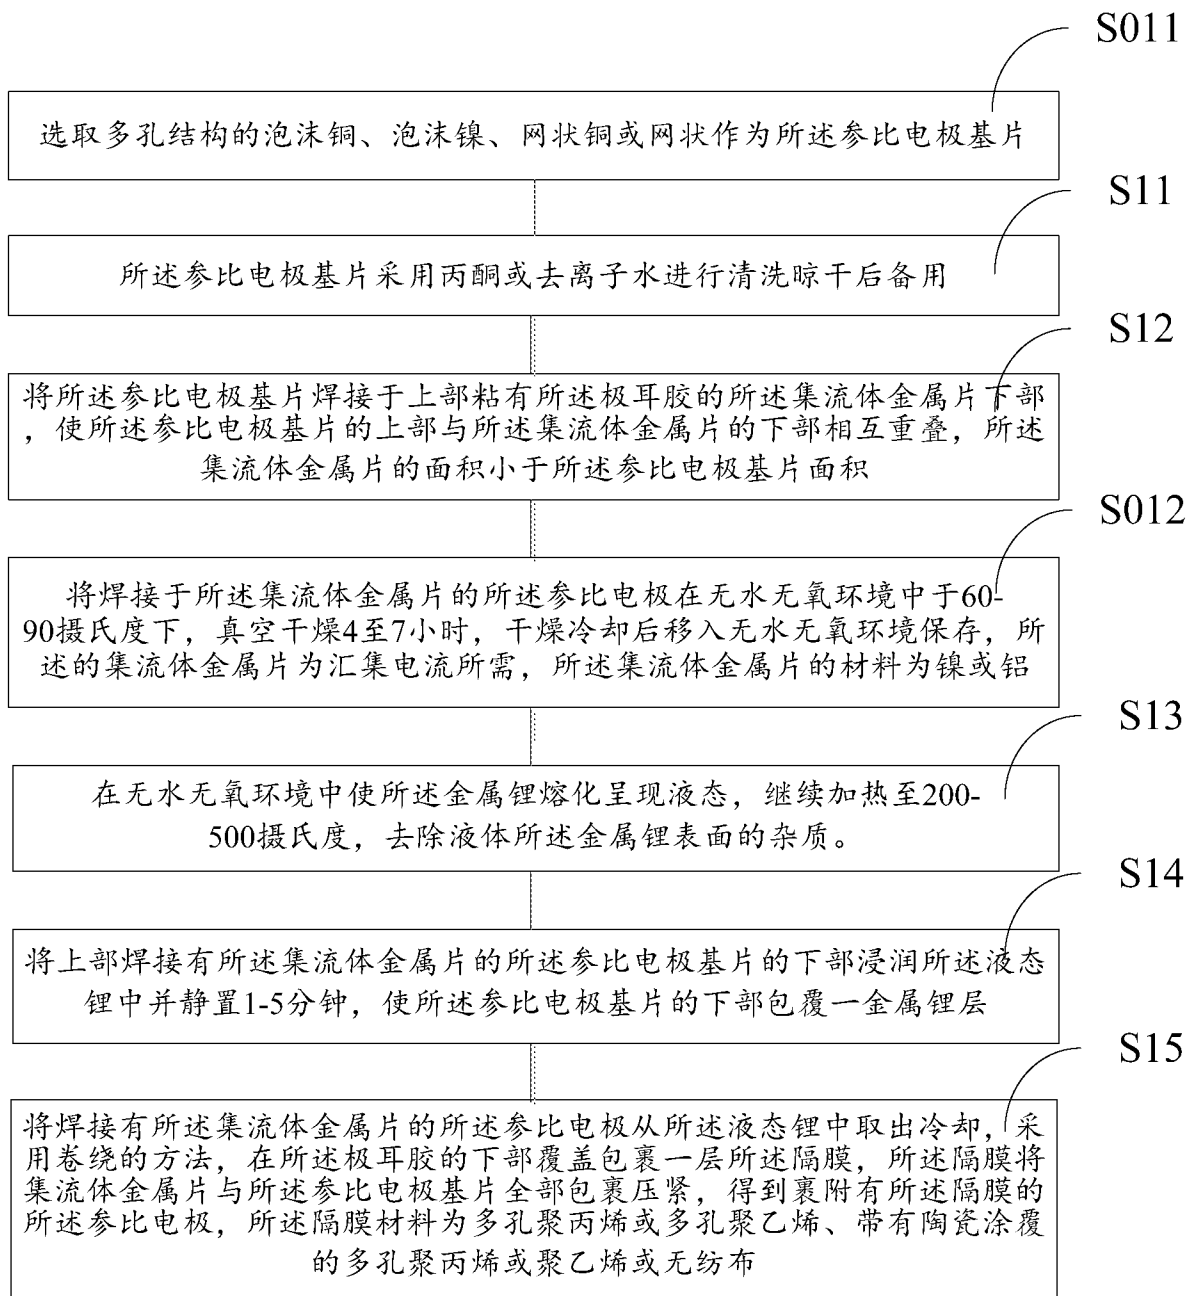 S011
选取多孔结构的泡沫铜、泡沫镍、网状铜或网状作为所述参比电极基片
S11
所述参比电极基片采用丙酮或去离子水进行清洗晾干后备用
S12
将所述参比电极基片焊接于上部粘有所述极耳胶的所述集流体金属片下部
，使所述参比电极基片的上部与所述集流体金属片的下部相互重叠，所述
集流体金属片的面积小于所述参比电极基片面积
S012
将焊接于所述集流体金属片的所述参比电极在无水无氧环境中于60-
90摄氏度下，真空干燥4至7小时，干燥冷却后移入无水无氧环境保存，所
述的集流体金属片为汇集电流所需，所述集流体金属片的材料为镍或铝
S13
在无水无氧环境中使所述金属锂熔化呈现液态，继续加热至200-
500摄氏度，去除液体所述金属锂表面的杂质。
S14
将上部焊接有所述集流体金属片的所述参比电极基片的下部浸润所述液态
锂中并静置1-5分钟，使所述参比电极基片的下部包覆一金属锂层
S15
将焊接有所述集流体金属片的所述参比电极从所述液态锂中取出冷却，采
用卷绕的方法，在所述极耳胶的下部覆盖包裹一层所述隔膜，所述隔膜将
集流体金属片与所述参比电极基片全部包裹压紧，得到裹附有所述隔膜的
所述参比电极，所述隔膜材料为多孔聚丙烯或多孔聚乙烯、带有陶瓷涂覆
的多孔聚丙烯或聚乙烯或无纺布